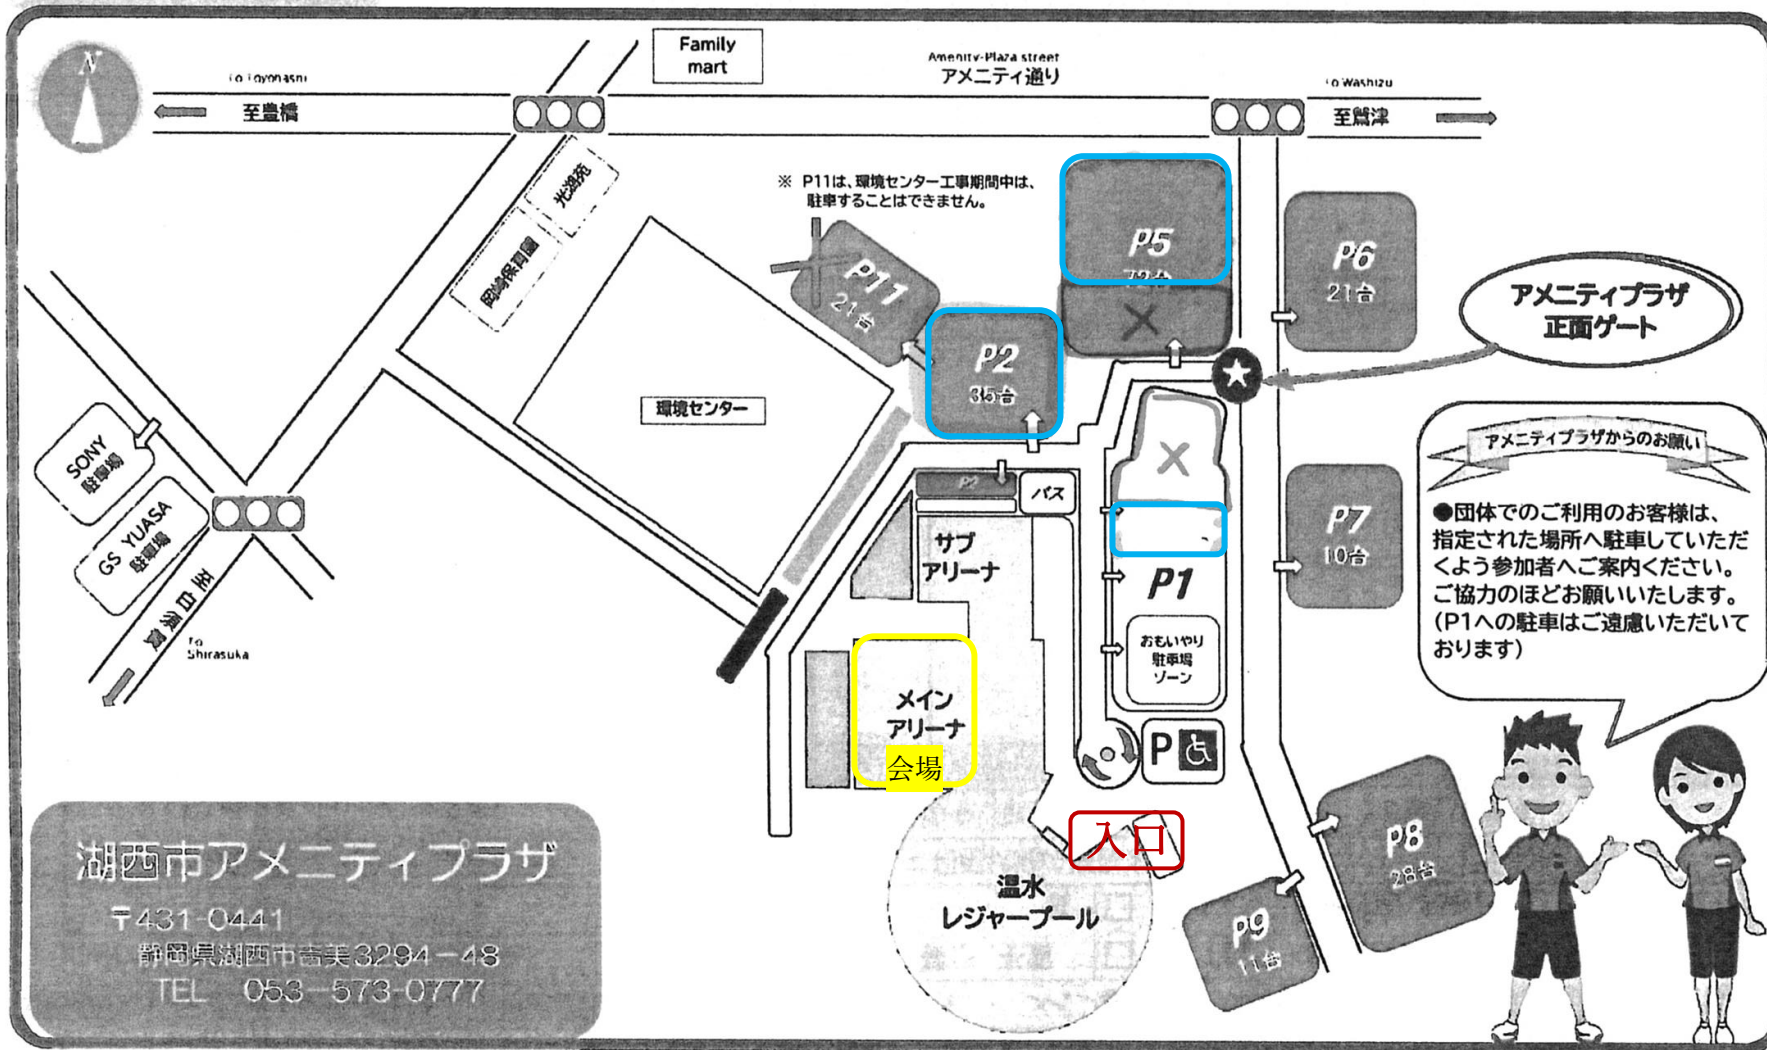 Family
mart
Amenity-Plaza street
アメニティ通り
N
To Toyohashi
至豊橋
To Washizu
至鷲津
※ P11は、環境センター工事期間中は、
駐車することはできません。
光湖苑
岡崎保育園
P5
72台
P6
21台
P11
21台
P2
35台
アメニティプラザ
正面ゲート
環境センター
SONY
駐車場
GS YUASA
駐車場
至白須賀
To
Shirasuka
バス
サブ
アリーナ
P1
おもいやり
駐車場
ゾーン
P7
10台
アメニティプラザからのお願い
●団体でのご利用のお客様は、
指定された場所へ駐車していただ
くよう参加者へご案内ください。
ご協力のほどお願いいたします。
(P1への駐車はご遠慮いただいて
おります)
メイン
アリーナ
会場
P
入口
温水
レジャープール
P8
28台
P9
11台
湖西市アメニティプラザ
〒431-0441
静岡県湖西市吉美3294-48
TEL 053-573-0777